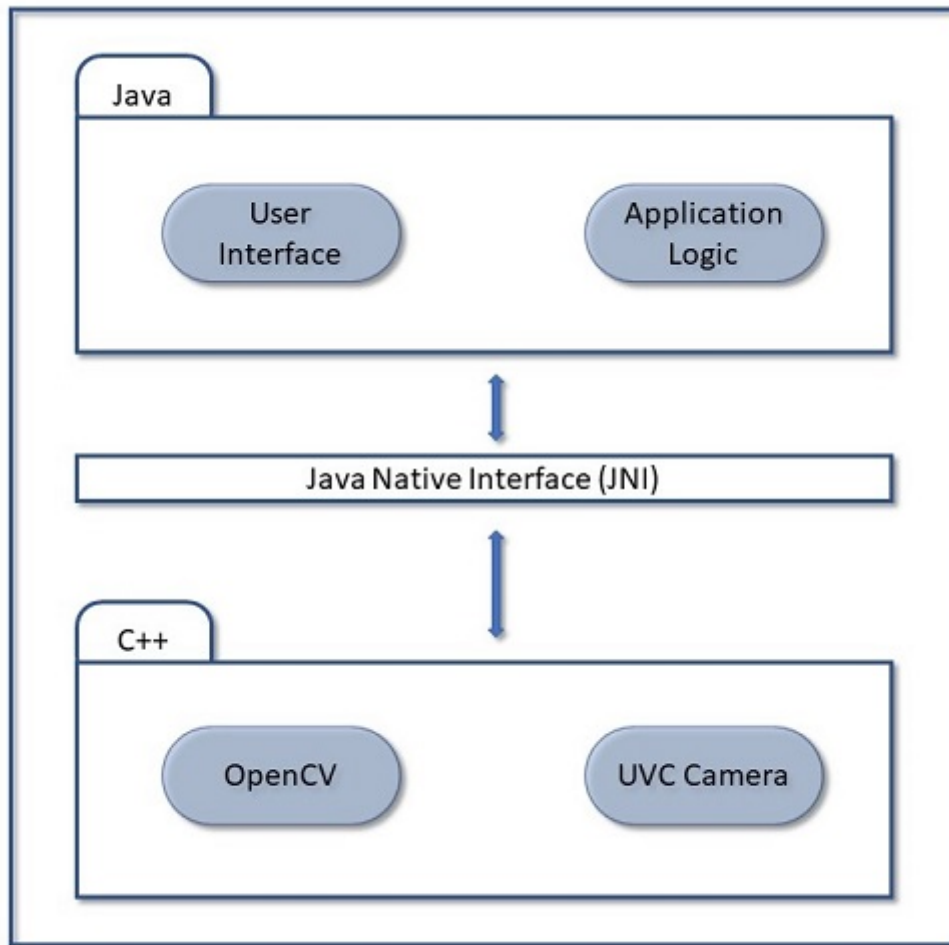 Java
User
Interface
Application
Logic
Java Native Interface (JNI)
C++
OpenCV
UVC Camera